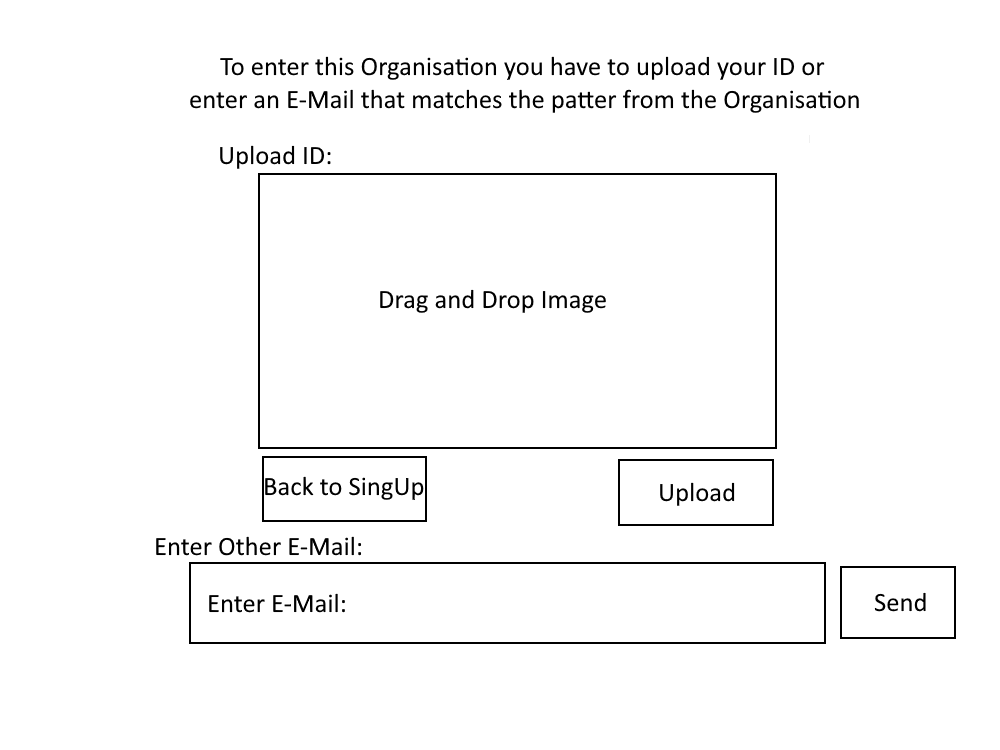 To enter this Organisation you have to upload your ID or
enter an E-Mail that matches the patter from the Organisation
Upload ID:
Drag and Drop Image
Back to SingUp
Upload
Enter Other E-Mail:
Enter E-Mail:
Send